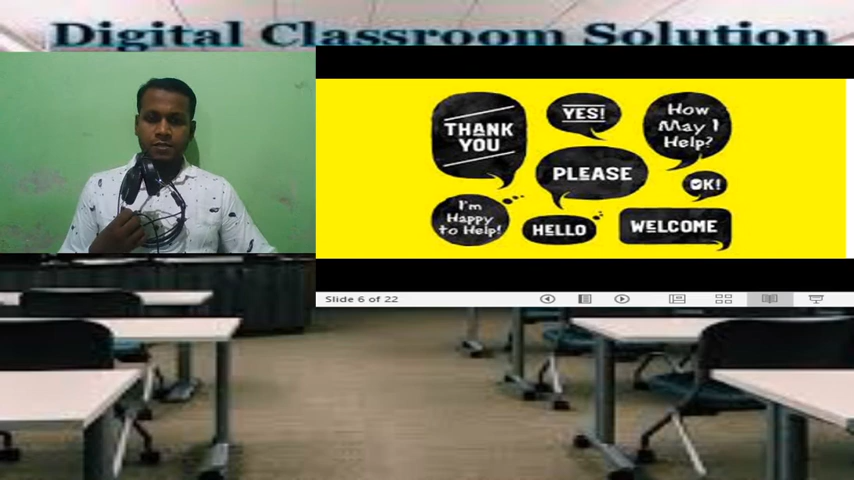 Digital Classroom Solution
THANK
YOU
YES!
How
May I
Help?
PLEASE
OK!
I'm
Happy
to Help!
HELLO
WELCOME
Slide 6 of 22